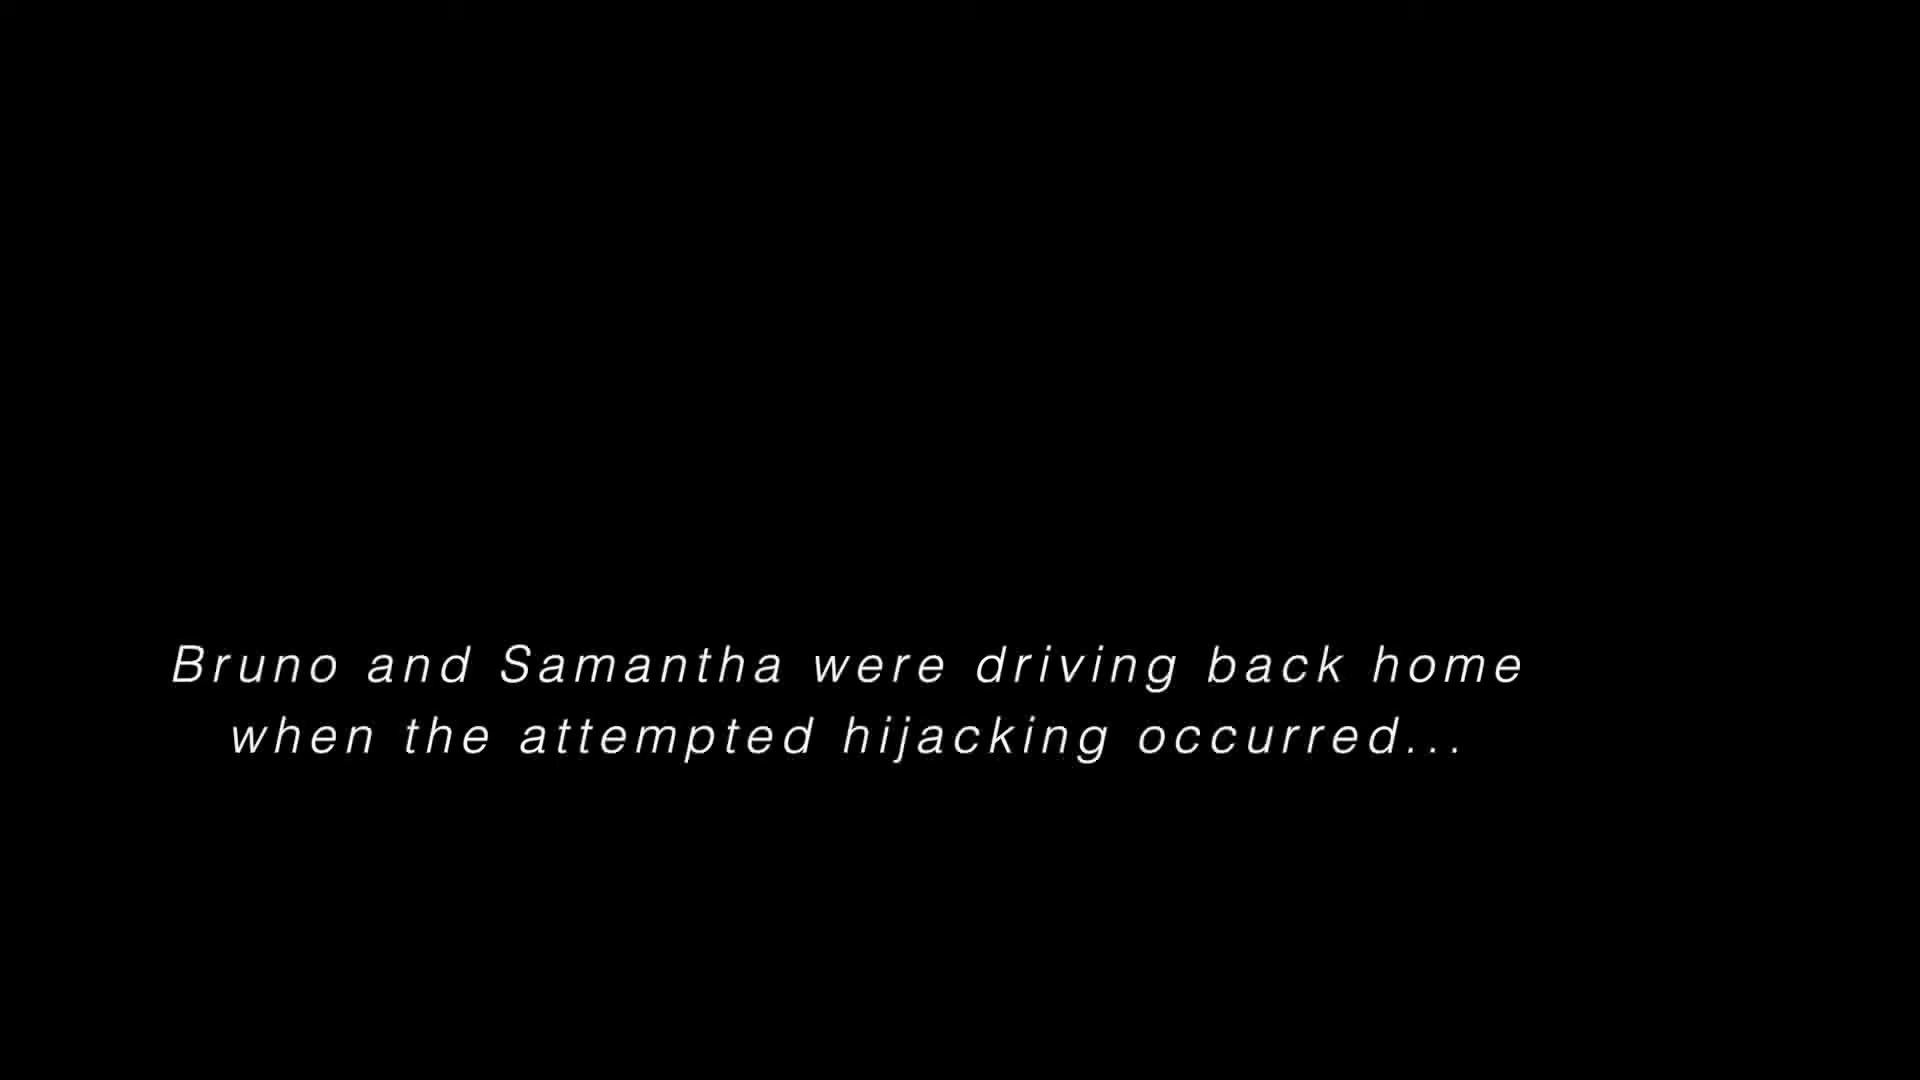 Bruno and Samantha were driving back home
when the attempted hijacking occurred...